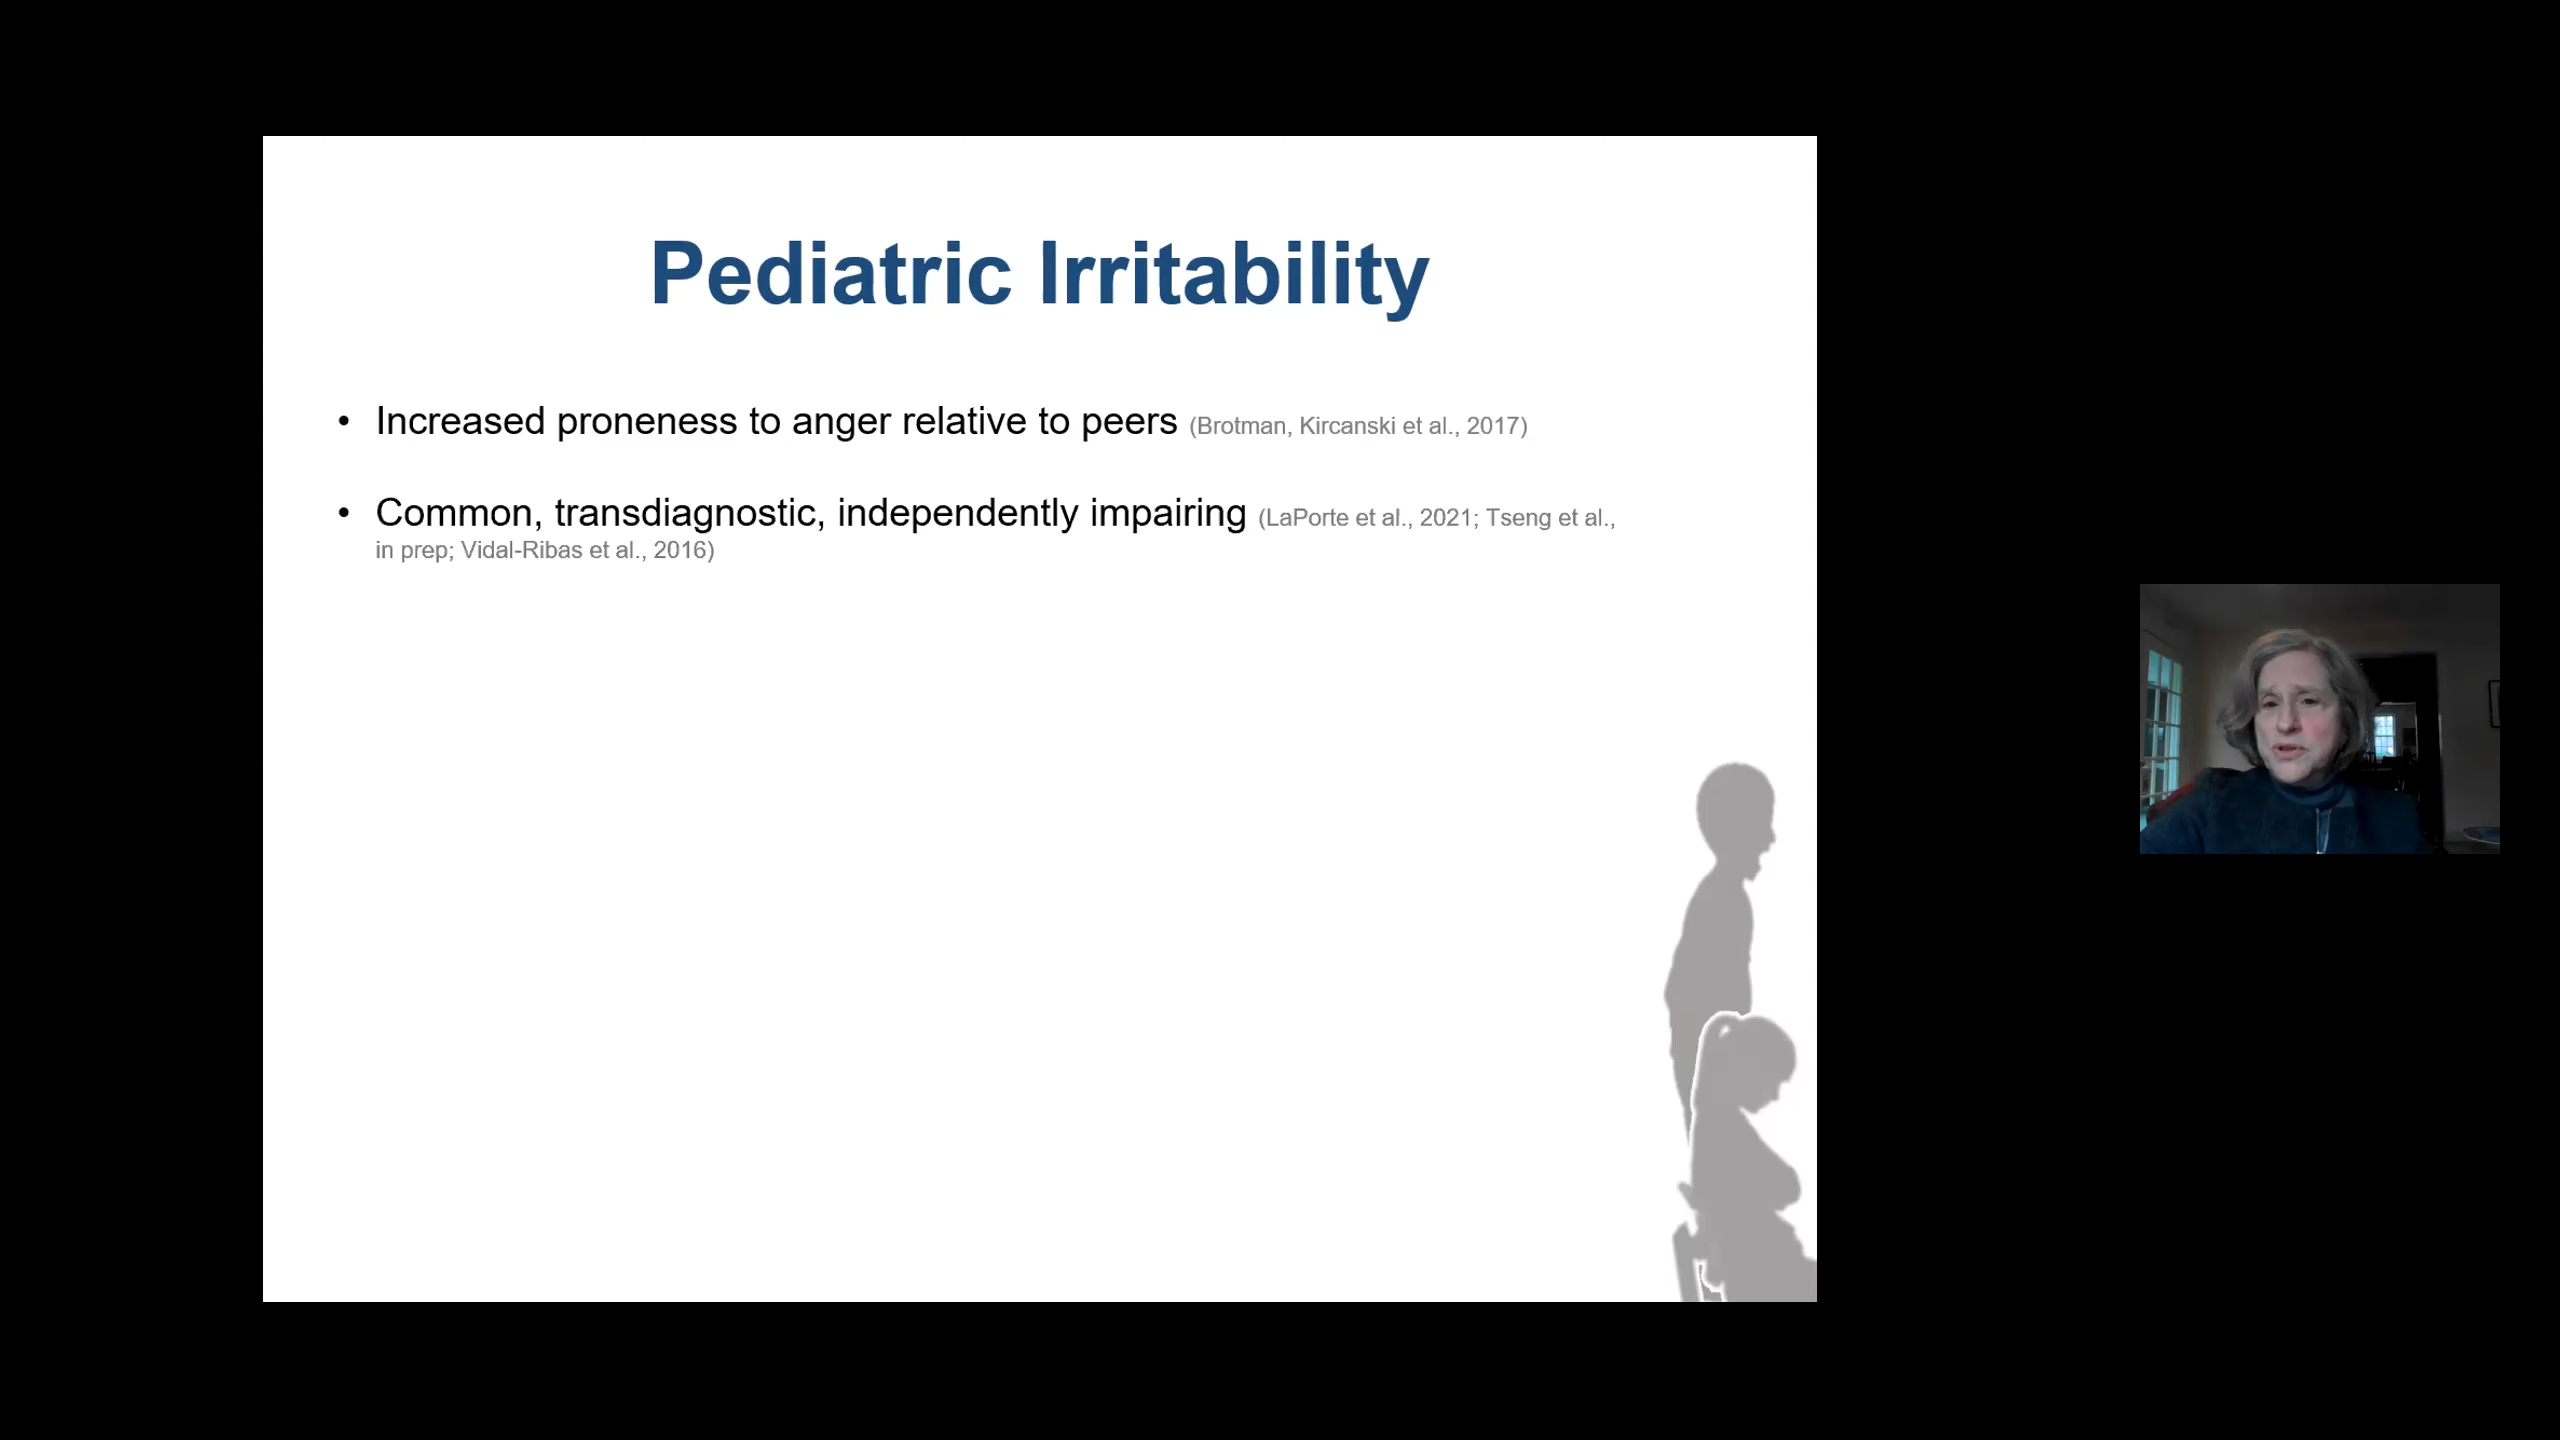 Pediatric Irritability
• Increased proneness to anger relative to peers (Brotman, Kircanski et al., 2017)
• Common, transdiagnostic, independently impairing (LaPorte et al., 2021; Tseng et al.,
in prep; Vidal-Ribas et al., 2016)